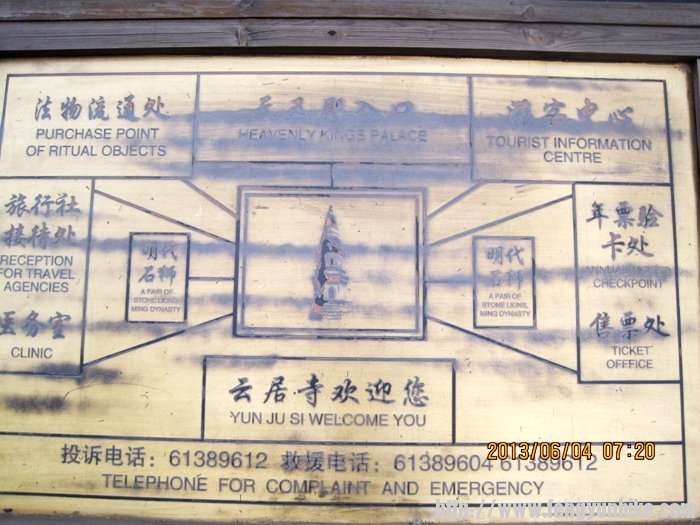 法物流通处
PURCHASE POINT
OF RITUAL OBJECTS
入口
HEAVENLY KINGS PALACE
游客中心
TOURIST INFORMATION
CENTRE
旅行社
接待处
RECEPTION
FOR TRAVEL
AGENCIES
医务室
CLINIC
明代
石狮
A PAIR OF
STONE LIONS,
MING DYNASTY
明代
石狮
A PAIR OF
STONE LIONS,
MING DYNASTY
年票验
卡处
CHECKPOINT
售票处
TICKET
OFFFICE
云居寺欢迎您
YUN JU SI WELCOME YOU
投诉电话：61389612 救援电话：61389604 61389612
TELEPHONE FOR COMPLAINT AND EMERGENCY
2013/06/04 07:20